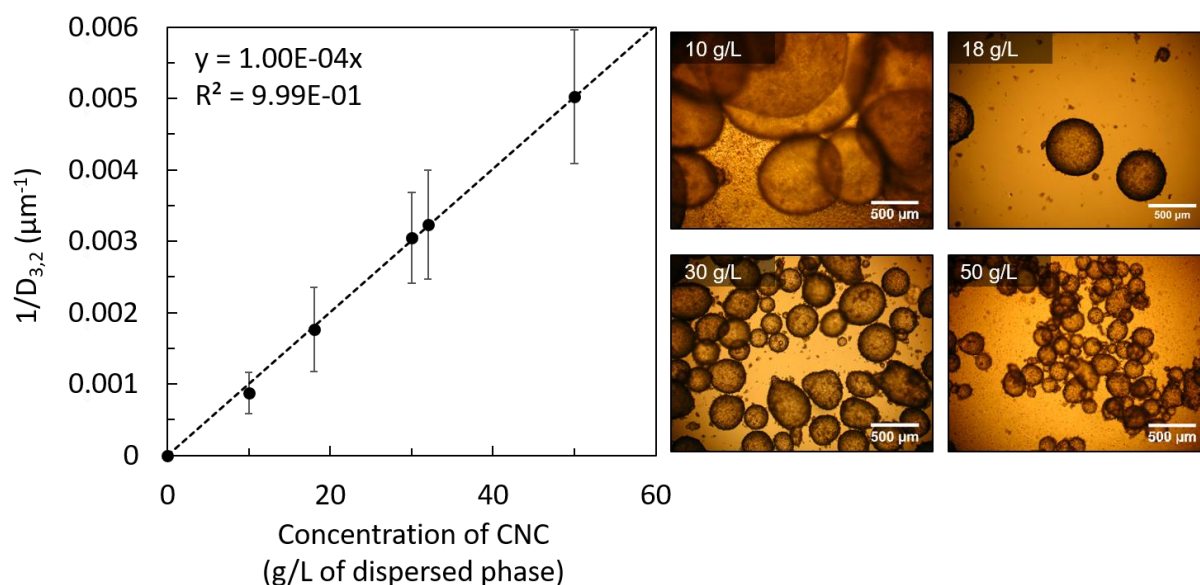 0.006
0.005
0.004
0.003
0.002
0.001
0
1/D3,2 (µm-1)
y = 1.00E-04x
R² = 9.99E-01
0 20 40 60
Concentration of CNC
(g/L of dispersed phase)
10 g/L
500 µm
18 g/L
500 µm
30 g/L
500 µm
50 g/L
500 µm